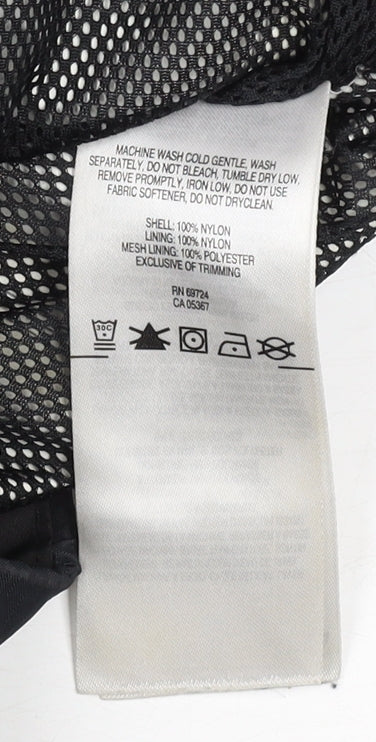 MACHINE WASH COLD GENTLE, WASH
SEPARATELY, DO NOT BLEACH, TUMBLE DRY LOW,
REMOVE PROMPTLY, IRON LOW, DO NOT USE
FABRIC SOFTENER, DO NOT DRYCLEAN.
SHELL: 100% NYLON
LINING: 100% NYLON
MESH LINING: 100% POLYESTER
EXCLUSIVE OF TRIMMING
RN 69724
CA 05367
30C